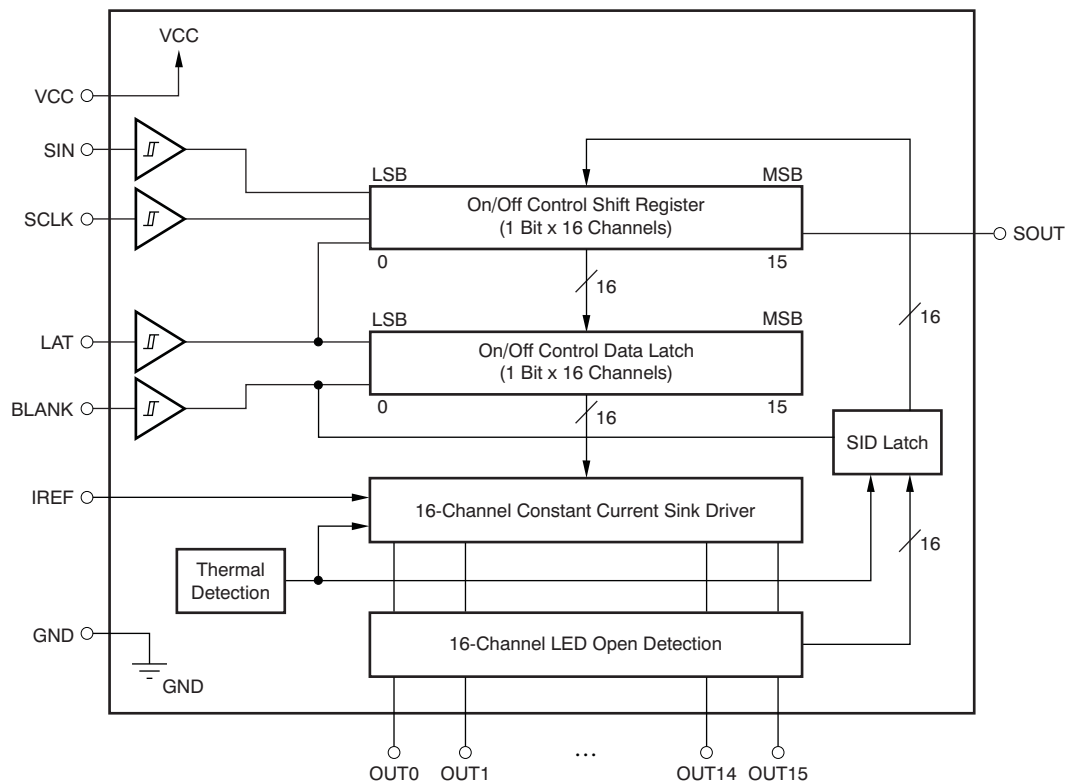 VCC
VCC
SIN
SCLK
LSB
MSB
On/Off Control Shift Register
(1 Bit x 16 Channels)
0
15
SOUT
16
16
LAT
LSB
MSB
On/Off Control Data Latch
(1 Bit x 16 Channels)
0
15
BLANK
16
SID Latch
IREF
16-Channel Constant Current Sink Driver
16
Thermal
Detection
GND
GND
16-Channel LED Open Detection
OUT0
OUT1
...
OUT14
OUT15